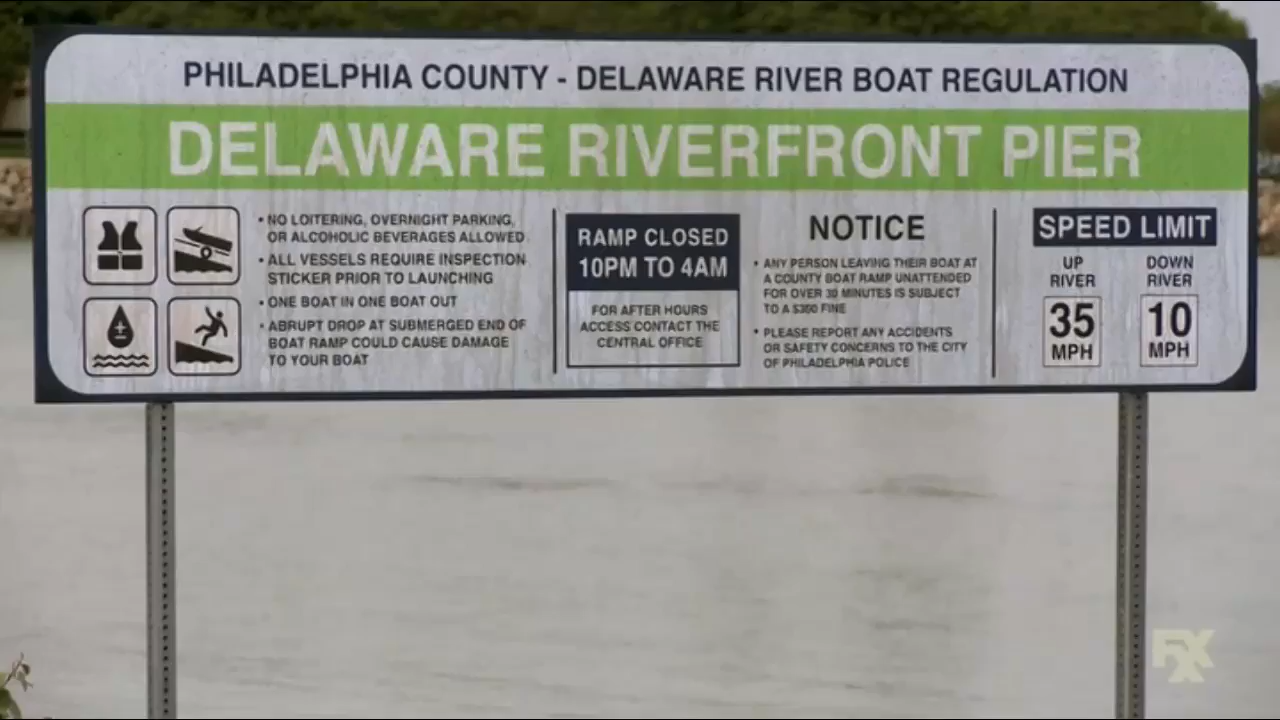 PHILADELPHIA COUNTY - DELAWARE RIVER BOAT REGULATION
DELAWARE RIVERFRONT PIER
• NO LOITERING, OVERNIGHT PARKING,
OR ALCOHOLIC BEVERAGES ALLOWED
• ALL VESSELS REQUIRE INSPECTION
STICKER PRIOR TO LAUNCHING
• ONE BOAT IN ONE BOAT OUT
• ABRUPT DROP AT SUBMERGED END OF
BOAT RAMP COULD CAUSE DAMAGE
TO YOUR BOAT
RAMP CLOSED
10PM TO 4AM
FOR AFTER HOURS
ACCESS CONTACT THE
CENTRAL OFFICE
NOTICE
• ANY PERSON LEAVING THEIR BOAT AT
A COUNTY BOAT RAMP UNATTENDED
FOR OVER 30 MINUTES IS SUBJECT
TO A $300 FINE
• PLEASE REPORT ANY ACCIDENTS
OR SAFETY CONCERNS TO THE CITY
OF PHILADELPHIA POLICE
SPEED LIMIT
UP
RIVER
35
MPH
DOWN
RIVER
10
MPH
FX